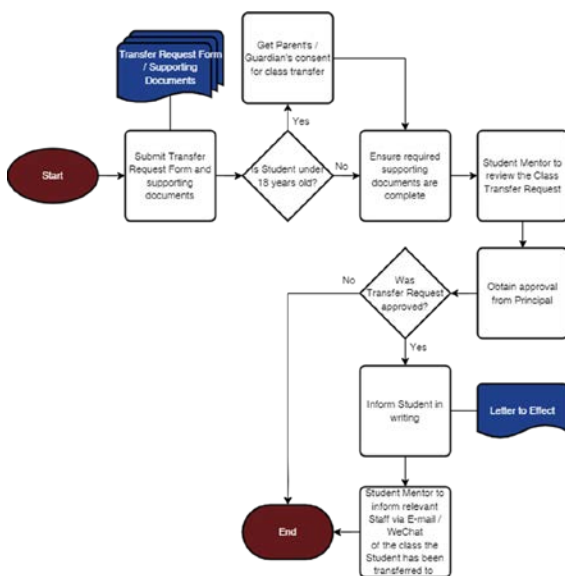 Transfer Request Form
/ Supporting
Documents
Get Parent's /
Guardian's consent
for class transfer
Yes
Start
Submit Transfer
Request Form and
supporting
documents
Is Student under
18 years old?
No
Ensure required
supporting
documents are
complete
Student Mentor to
review the Class
Transfer Request
No
Was
Transfer Request
approved?
Obtain approval
from Principal
Yes
Inform Student in
writing
Letter to Effect
End
Student Mentor to
inform relevant
Staff via E-mail /
WeChat
of the class the
Student has been
transferred to